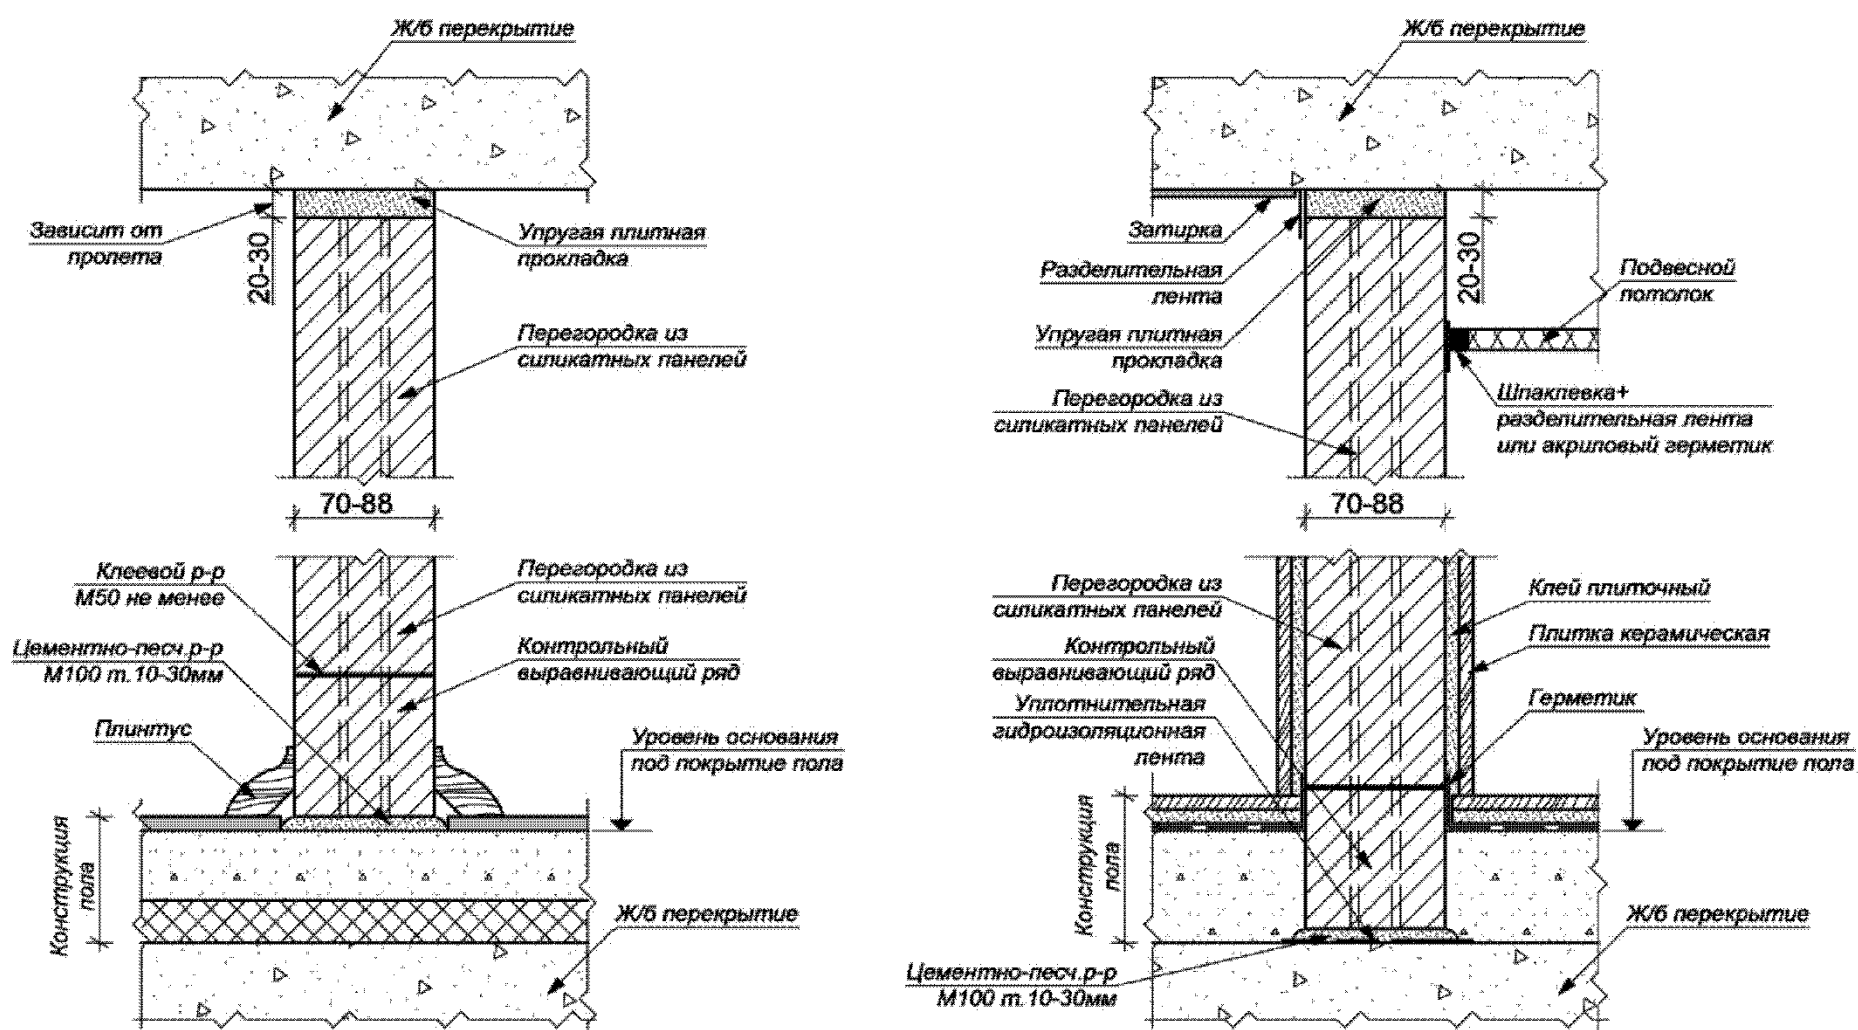 Ж/б перекрытие
Зависит от
пролета
20-30
Упругая плитная
прокладка
Перегородка из
силикатных панелей
70-88
Клеевой р-р
М50 не менее
Перегородка из
силикатных панелей
Цементно-песч.р-р
М100 т.10-30мм
Контрольный
выравнивающий ряд
Плинтус
Уровень основания
под покрытие пола
Конструкция
пола
Ж/б перекрытие
Ж/б перекрытие
Затирка
Разделительная
лента
20-30
Подвесной
потолок
Упругая плитная
прокладка
Перегородка из
силикатных панелей
Шпаклевка+
разделительная лента
или акриловый герметик
70-88
Перегородка из
силикатных панелей
Клей плиточный
Контрольный
выравнивающий ряд
Плитка керамическая
Уплотнительная
гидроизоляционная
лента
Герметик
Уровень основания
под покрытие пола
Конструкция
пола
Ж/б перекрытие
Цементно-песч.р-р
М100 т.10-30мм